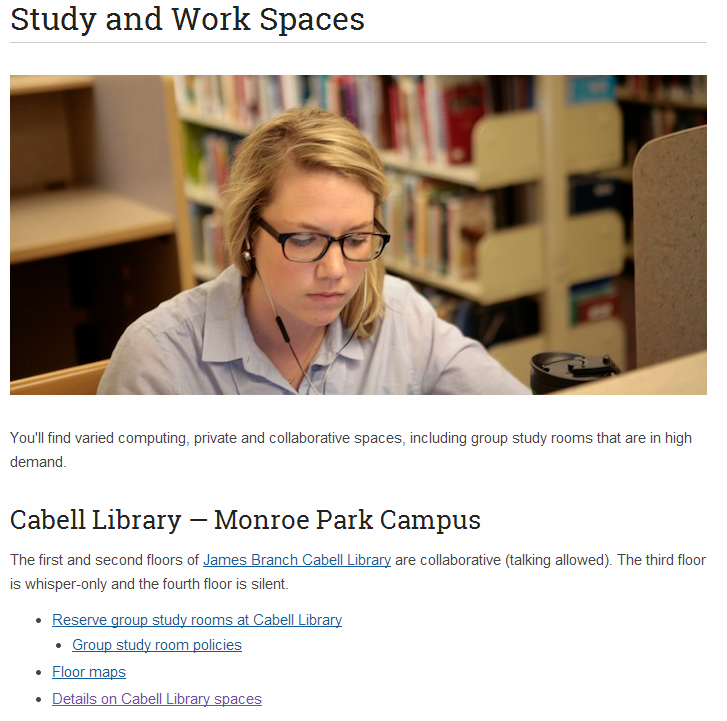 Study and Work Spaces
You'll find varied computing, private and collaborative spaces, including group study rooms that are in high
demand.
Cabell Library — Monroe Park Campus
The first and second floors of James Branch Cabell Library are collaborative (talking allowed). The third floor
is whisper-only and the fourth floor is silent.
Reserve group study rooms at Cabell Library
Group study room policies
Floor maps
Details on Cabell Library spaces